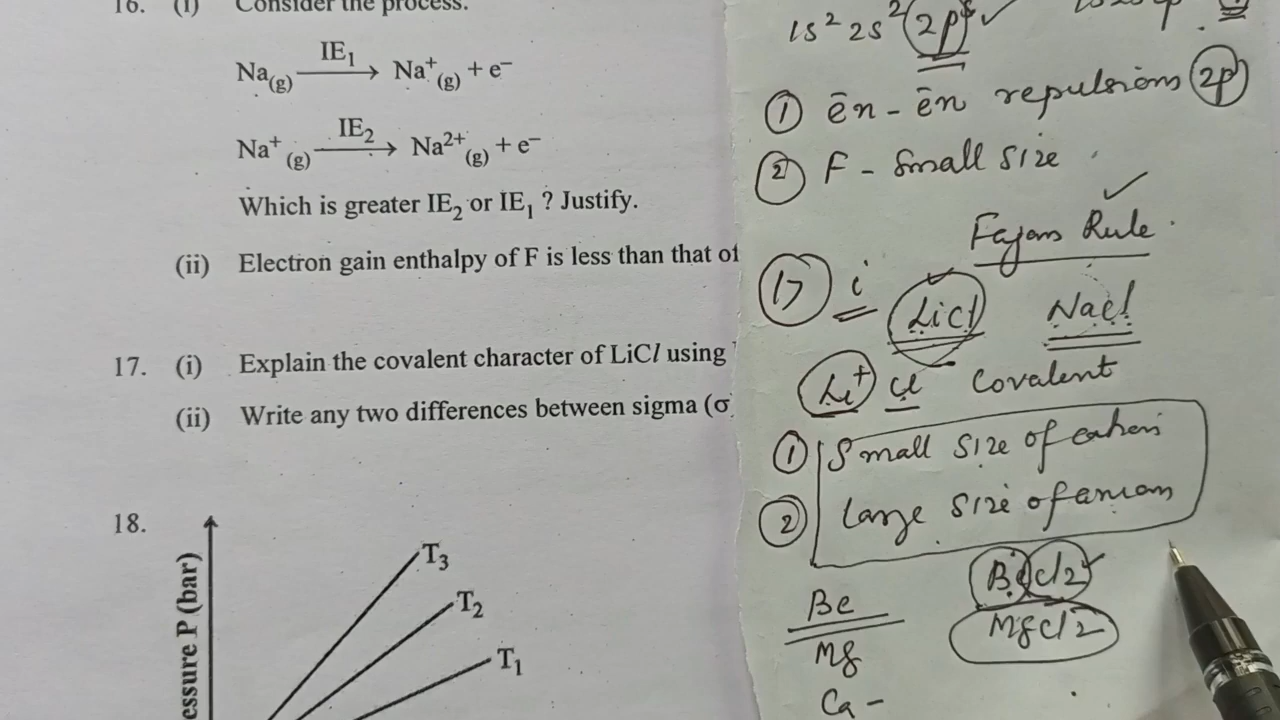 16. (i) Consider the process.
Na(g) —IE₁→ Na⁺(g) + e⁻
Na⁺(g) —IE₂→ Na²⁺(g) + e⁻
Which is greater IE₂ or IE₁ ? Justify.
(ii) Electron gain enthalpy of F is less than that of
17. (i) Explain the covalent character of LiCl using
(ii) Write any two differences between sigma (σ
18.
T₃
T₂
T₁
essure P (bar)
1s² 2s² 2p⁵ ✓
① ēn - ēn repulsions 2p
② F - Small size
Fajans Rule.
17 i
LiCl NaCl
Li⁺ Cl⁻ Covalent
① Small size of cation
② Large size of anion
BeCl2
Be MgCl2
Mg
Ca -